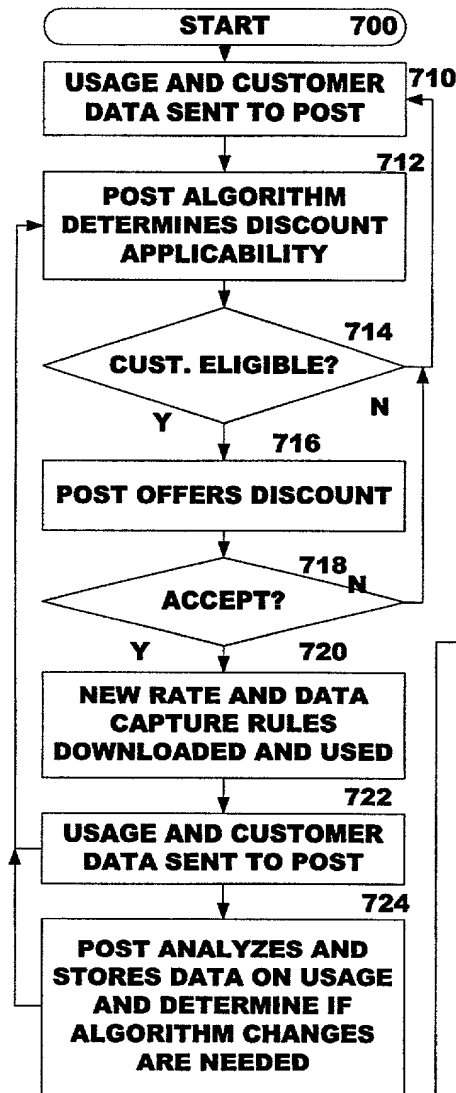 START 700
710
USAGE AND CUSTOMER
DATA SENT TO POST
712
POST ALGORITHM
DETERMINES DISCOUNT
APPLICABILITY
714
CUST. ELIGIBLE?
Y
N
716
POST OFFERS DISCOUNT
718
N
ACCEPT?
Y
720
NEW RATE AND DATA
CAPTURE RULES
DOWNLOADED AND USED
722
USAGE AND CUSTOMER
DATA SENT TO POST
724
POST ANALYZES AND
STORES DATA ON USAGE
AND DETERMINE IF
ALGORITHM CHANGES
ARE NEEDED